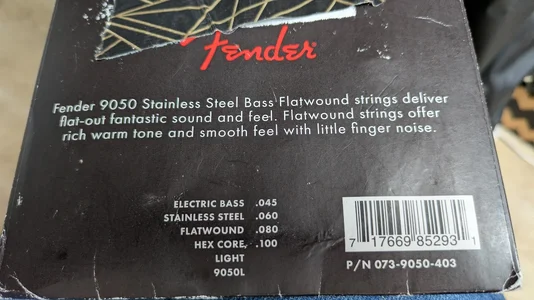 Fender
Fender 9050 Stainless Steel Bass Flatwound strings deliver
flat-out fantastic sound and feel. Flatwound strings offer
rich warm tone and smooth feel with little finger noise.
ELECTRIC BASS .045
STAINLESS STEEL .060
FLATWOUND .080
HEX CORE, .100
LIGHT
9050L
7 17669 85293 1
P/N 073-9050-403